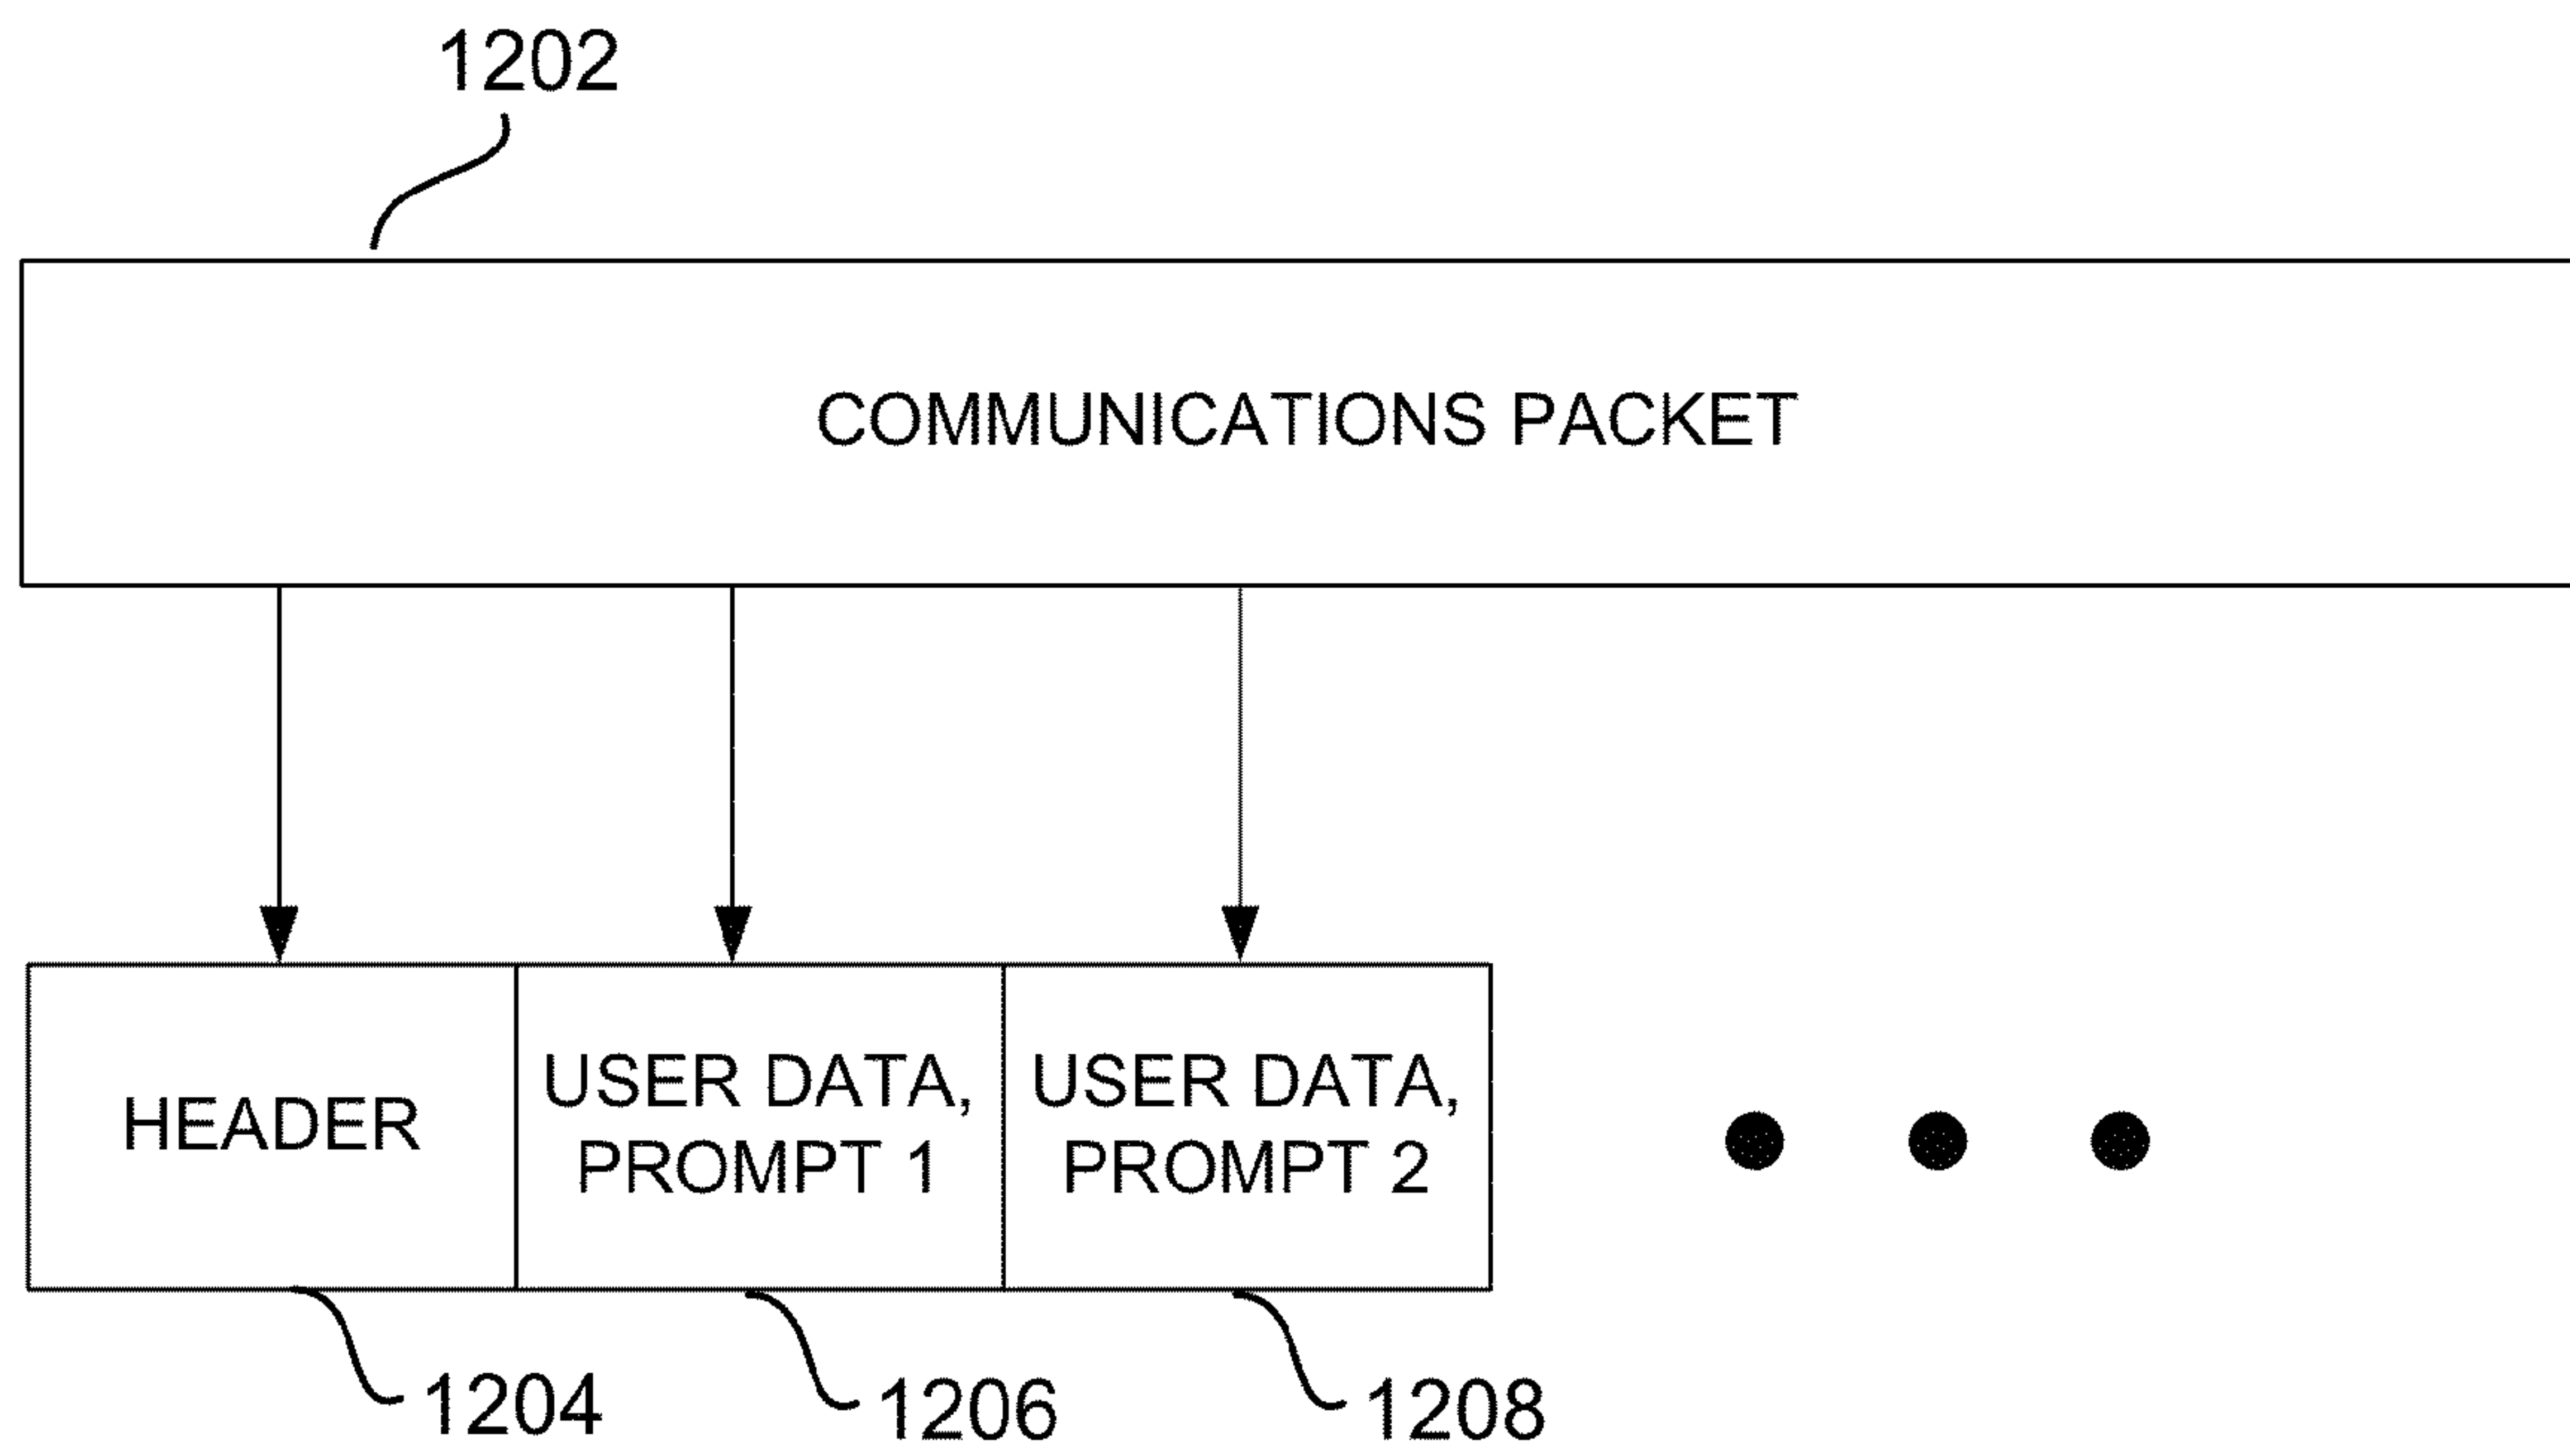 1202
COMMUNICATIONS PACKET
HEADER
USER DATA,
PROMPT 1
USER DATA,
PROMPT 2
1204
1206
1208